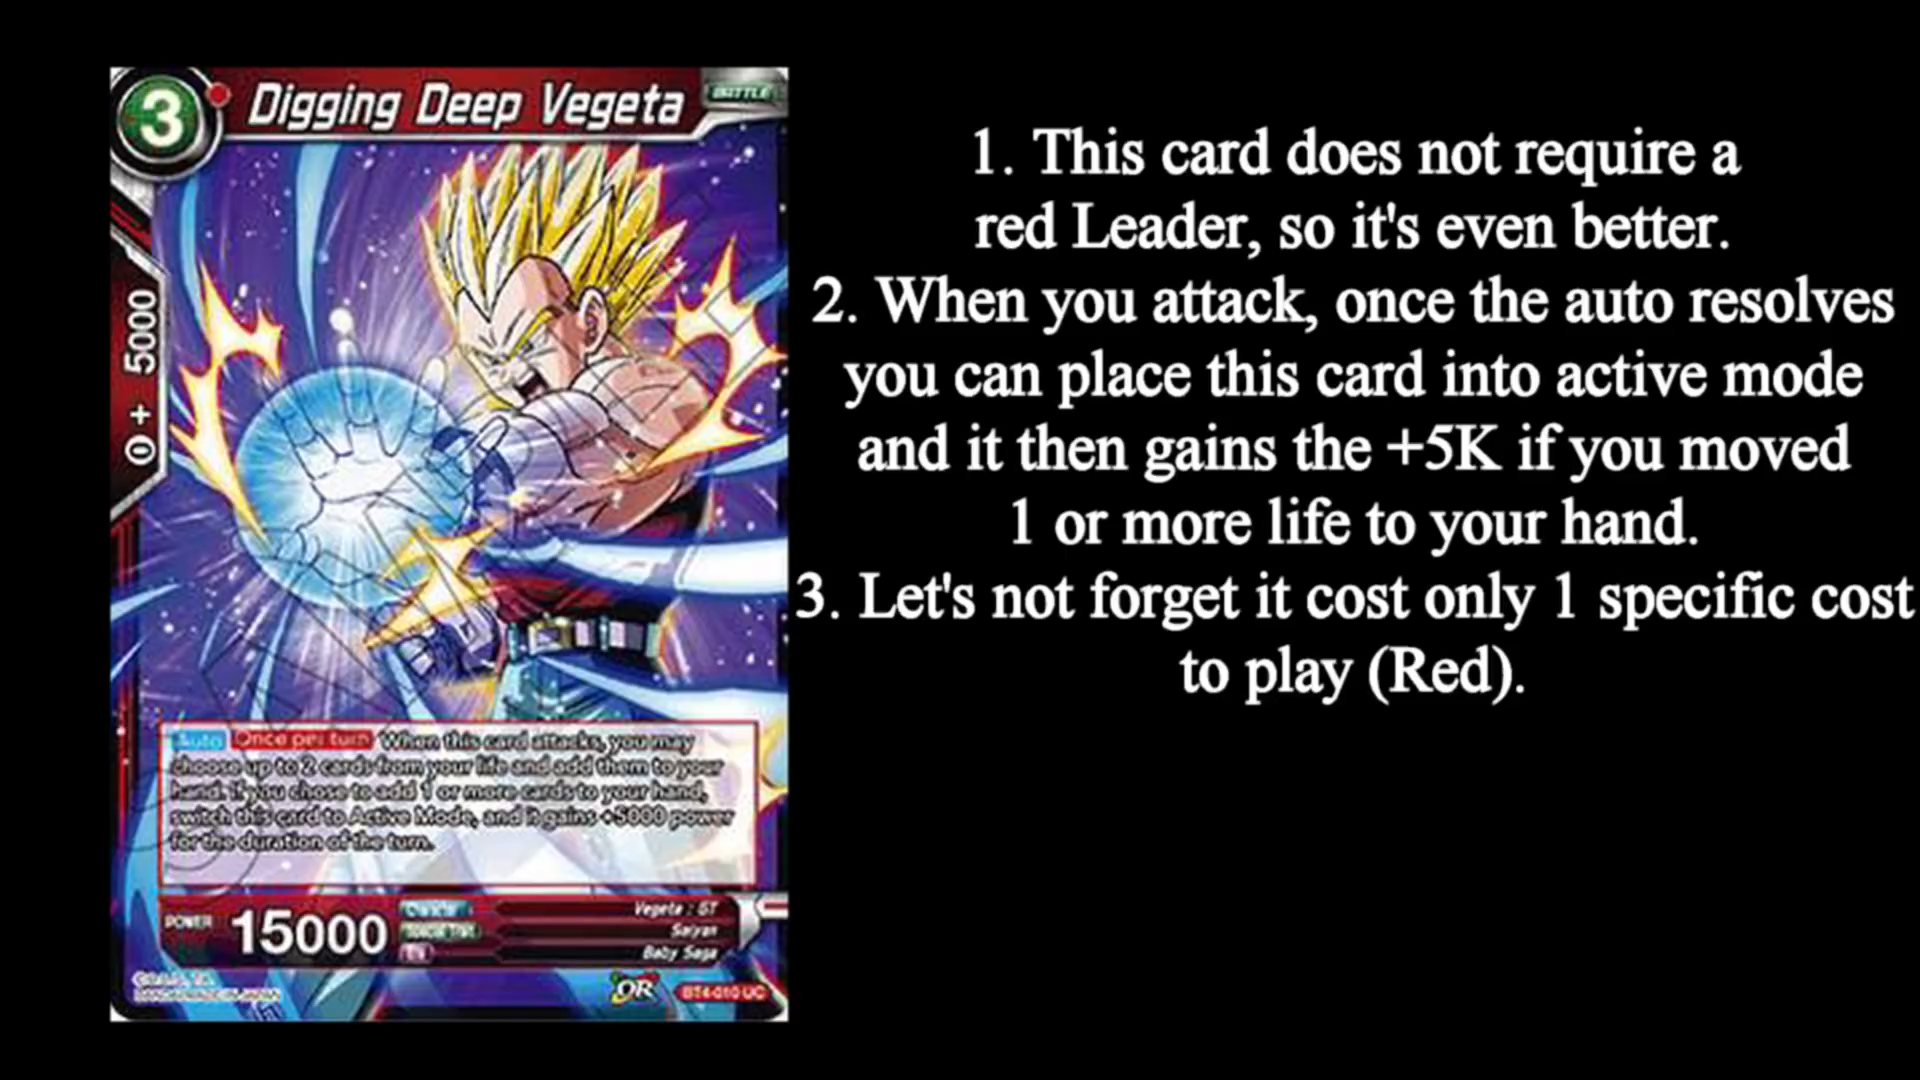 3
Digging Deep Vegeta
BATTLE
0 + 5000
Auto Once per turn When this card attacks, you may
choose up to 2 cards from your life and add them to your
hand. If you chose to add 1 or more cards to your hand,
switch this card to Active Mode, and it gains +5000 power
for the duration of the turn.
POWER 15000
Character Vegeta : GT
Special Trait Saiyan
Era Baby Saga
DR BT4-010 UC
1. This card does not require a
red Leader, so it's even better.
2. When you attack, once the auto resolves
you can place this card into active mode
and it then gains the +5K if you moved
1 or more life to your hand.
3. Let's not forget it cost only 1 specific cost
to play (Red).